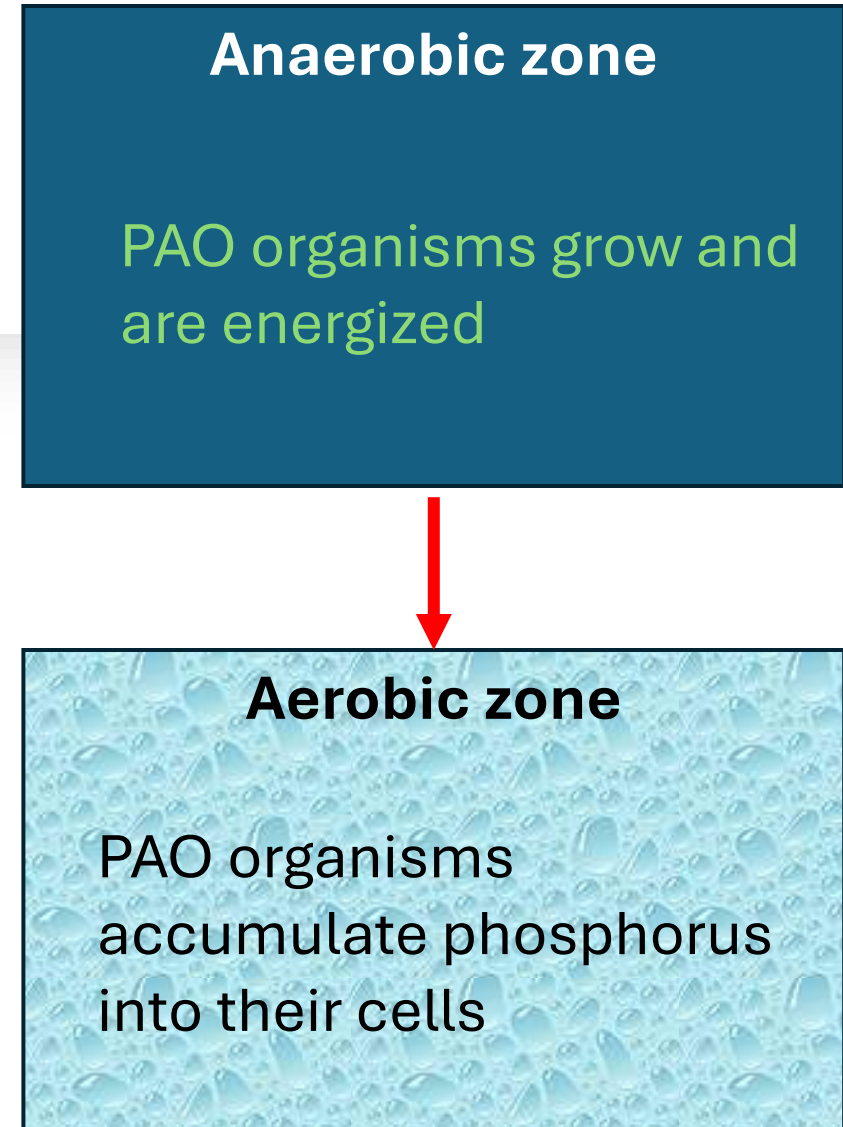 Anaerobic zone
PAO organisms grow and
are energized
Aerobic zone
PAO organisms
accumulate phosphorus
into their cells